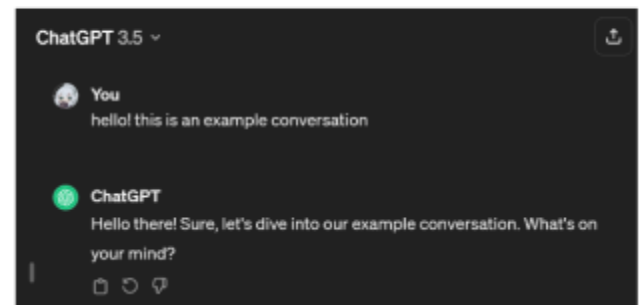 ChatGPT 3.5
You
hello! this is an example conversation
ChatGPT
Hello there! Sure, let's dive into our example conversation. What's on
your mind?